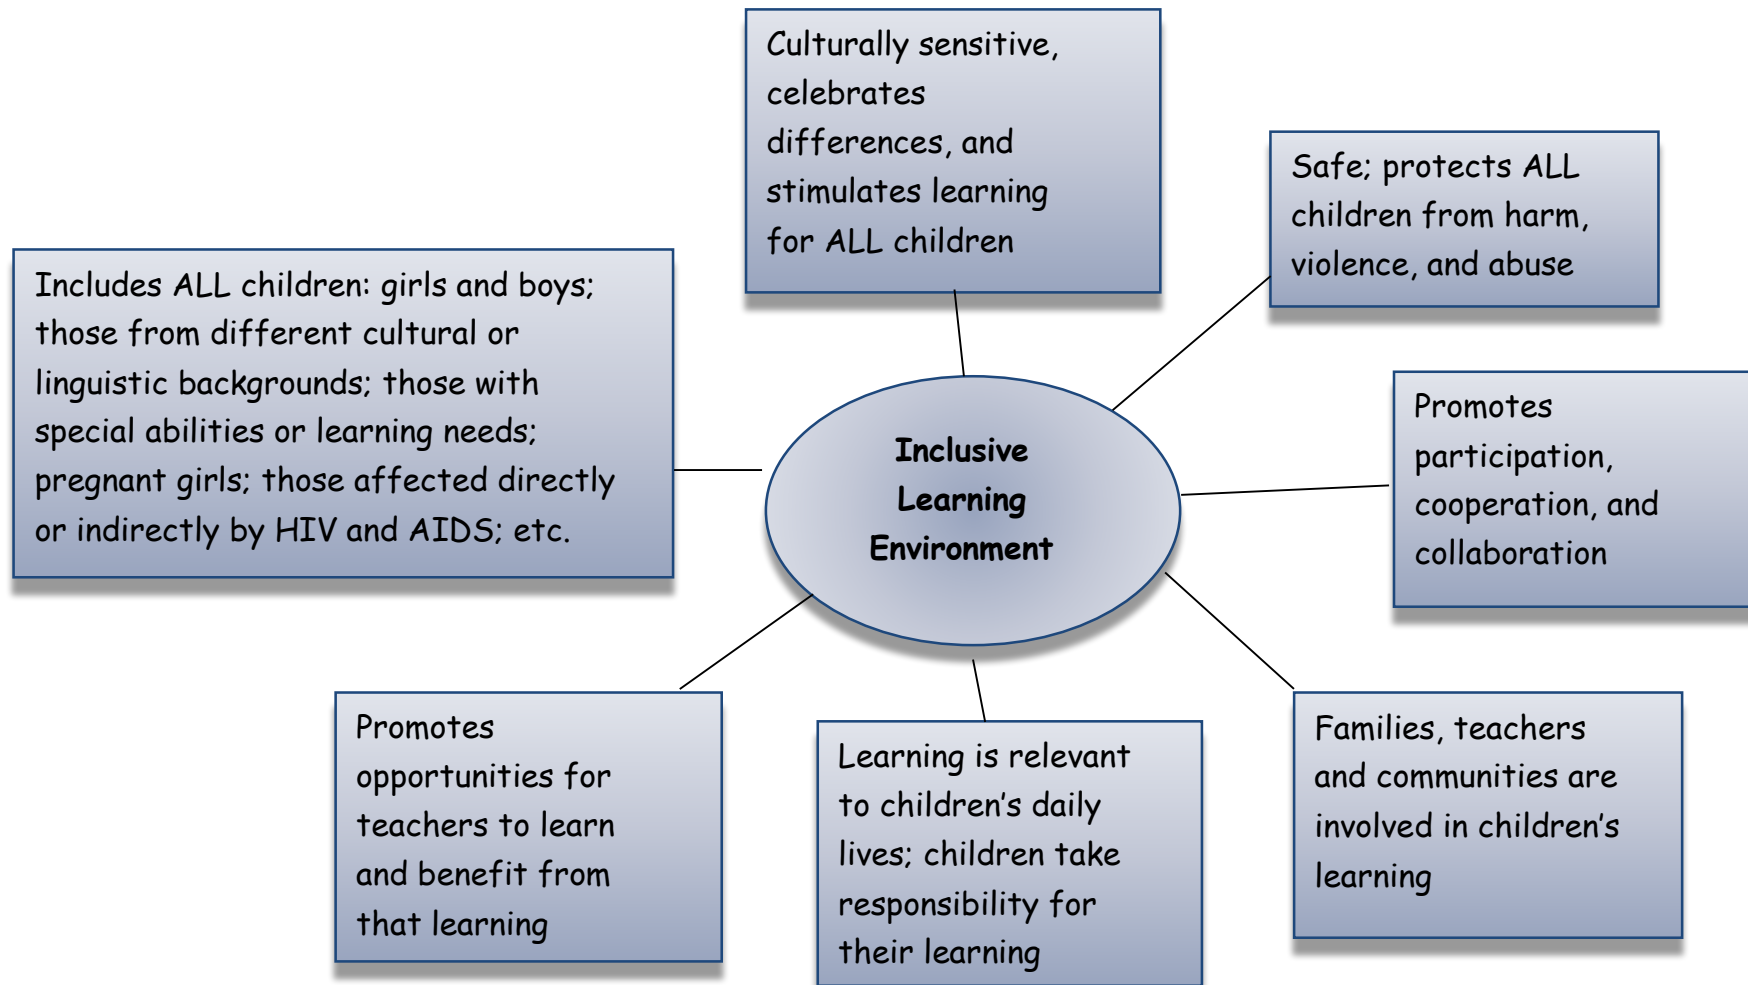 Culturally sensitive,
celebrates
differences, and
stimulates learning
for ALL children
Safe; protects ALL
children from harm,
violence, and abuse
Includes ALL children: girls and boys;
those from different cultural or
linguistic backgrounds; those with
special abilities or learning needs;
pregnant girls; those affected directly
or indirectly by HIV and AIDS; etc.
Inclusive
Learning
Environment
Promotes
participation,
cooperation, and
collaboration
Promotes
opportunities for
teachers to learn
and benefit from
that learning
Learning is relevant
to children’s daily
lives; children take
responsibility for
their learning
Families, teachers
and communities are
involved in children’s
learning